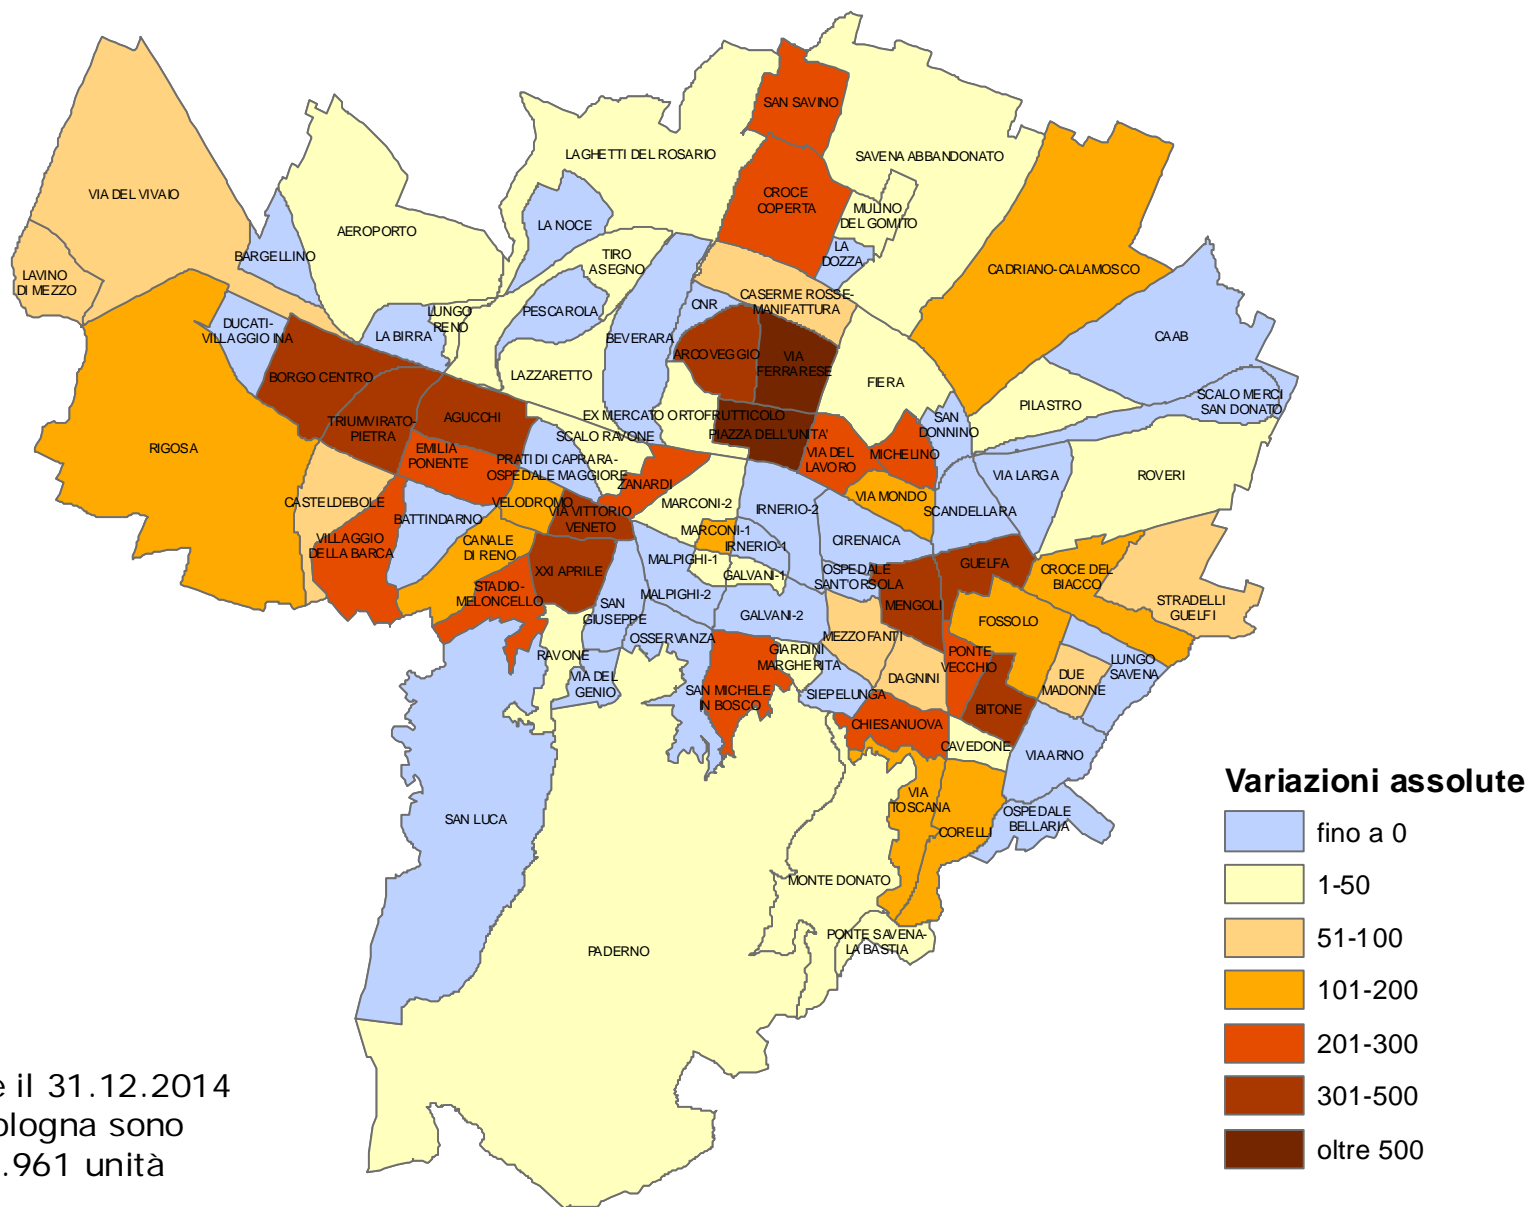 SAN SAVINO
LAGHETTI DEL ROSARIO
SAVENA ABBANDONATO
VIA DEL VIVAIO
CROCE
COPERTA
MULINO
DEL GOMITO
AEROPORTO
LA NOCE
LA
DOZZA
BARGELLINO
TIRO
A SEGNO
LAVINO
DI MEZZO
CADRIANO-CALAMOSCO
CASERME ROSSE-
MANIFATTURA
CNR
PESCAROLA
LUNGO
RENO
DUCATI-
VILLAGGIO INA
LA BIRRA
BEVERARA
CAAB
ARCOVEGGIO
VIA
FERRARESE
BORGO CENTRO
LAZZARETTO
FIERA
SCALO MERCI
SAN DONATO
PILASTRO
AGUCCHI
EX MERCATO ORTOFRUTTICOLO
SAN
DONNINO
TRIUMVIRATO-
PIETRA
SCALO RAVONE
PIAZZA DELL'UNITA'
RIGOSA
EMILIA
PONENTE
PRATI DI CAPRARA-
OSPEDALE MAGGIORE
VIA DEL
LAVORO
MICHELINO
VIA LARGA
ROVERI
ZANARDI
CASTELDEBOLE
VELODROMO
MARCONI-2
VIA MONDO
BATTINDARNO
VIA VITTORIO
VENETO
IRNERIO-2
SCANDELLARA
VILLAGGIO
DELLA BARCA
CANALE
DI RENO
MARCONI-1
IRNERIO-1
CIRENAICA
MALPIGHI-1
XXI APRILE
GALVANI-1
OSPEDALE
SANT'ORSOLA
GUELFA
CROCE DEL
BIACCO
STADIO-
MELONCELLO
MALPIGHI-2
MENGOLI
STRADELLI
GUELFI
SAN
GIUSEPPE
GALVANI-2
FOSSOLO
OSSERVANZA
MEZZOFANTI
RAVONE
GIARDINI
MARGHERITA
PONTE
VECCHIO
LUNGO
SAVENA
VIA DEL
GENIO
DAGNINI
DUE
MADONNE
SAN MICHELE
IN BOSCO
SIEPELUNGA
BITONE
CHIESANUOVA
CAVEDONE
VIA ARNO
SAN LUCA
VIA
TOSCANA
CORELLI
OSPEDALE
BELLARIA
MONTE DONATO
PADERNO
PONTE SAVENA-
LA BASTIA
Variazioni assolute
fino a 0
1-50
51-100
101-200
201-300
301-500
oltre 500
e il 31.12.2014
ologna sono
.961 unità